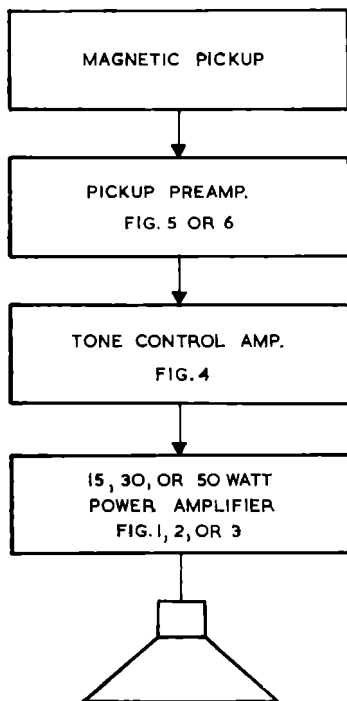 MAGNETIC PICKUP
PICKUP PREAMP.
FIG. 5 OR 6
TONE CONTROL AMP.
FIG. 4
15, 30, OR 50 WATT
POWER AMPLIFIER
FIG. 1, 2, OR 3